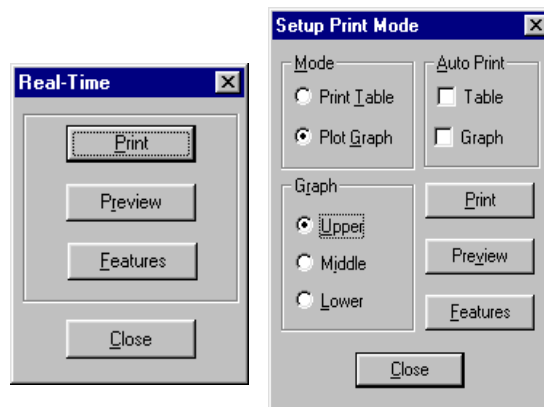 Real-Time
Print
Preview
Features
Close
Setup Print Mode
Mode
Print Table
Plot Graph
Auto Print
Table
Graph
Graph
Upper
Middle
Lower
Print
Preview
Features
Close